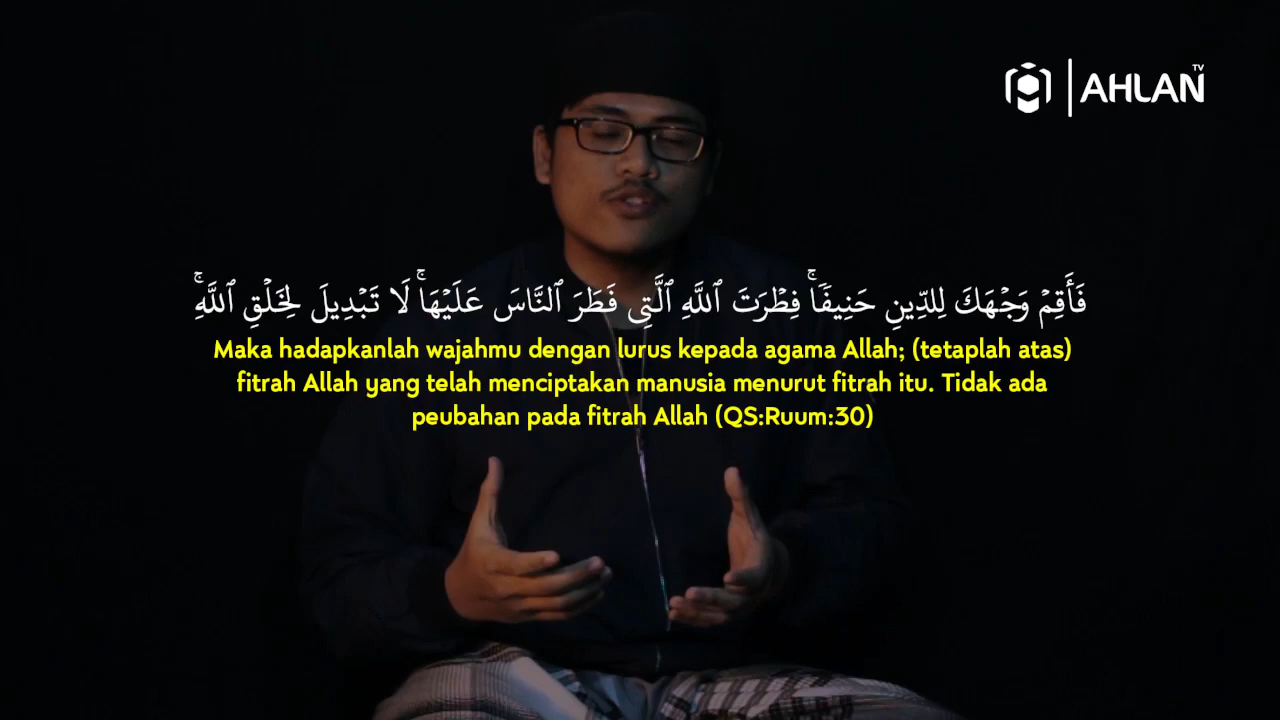 TV
AHLAN
فَأَقِمْ وَجْهَكَ لِلدِّينِ حَنِيفًا ۚ فِطْرَتَ ٱللَّهِ ٱلَّتِى فَطَرَ ٱلنَّاسَ عَلَيْهَا ۚ لَا تَبْدِيلَ لِخَلْقِ ٱللَّهِ ۚ
Maka hadapkanlah wajahmu dengan lurus kepada agama Allah; (tetaplah atas)
fitrah Allah yang telah menciptakan manusia menurut fitrah itu. Tidak ada
peubahan pada fitrah Allah (QS:Ruum:30)